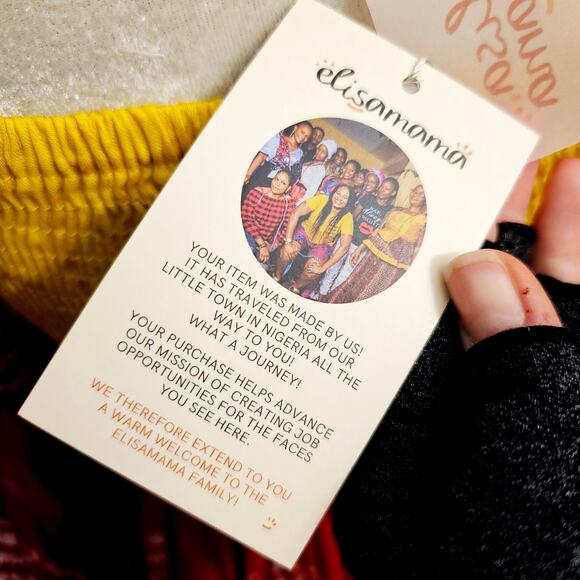 elisamama
YOUR ITEM WAS MADE BY US!
IT HAS TRAVELED FROM OUR
LITTLE TOWN IN NIGERIA ALL THE
WAY TO YOU!
WHAT A JOURNEY!
YOUR PURCHASE HELPS ADVANCE
OUR MISSION OF CREATING JOB
OPPORTUNITIES FOR THE FACES
YOU SEE HERE.
WE THEREFORE EXTEND TO YOU
A WARM WELCOME TO THE
ELISAMAMA FAMILY!